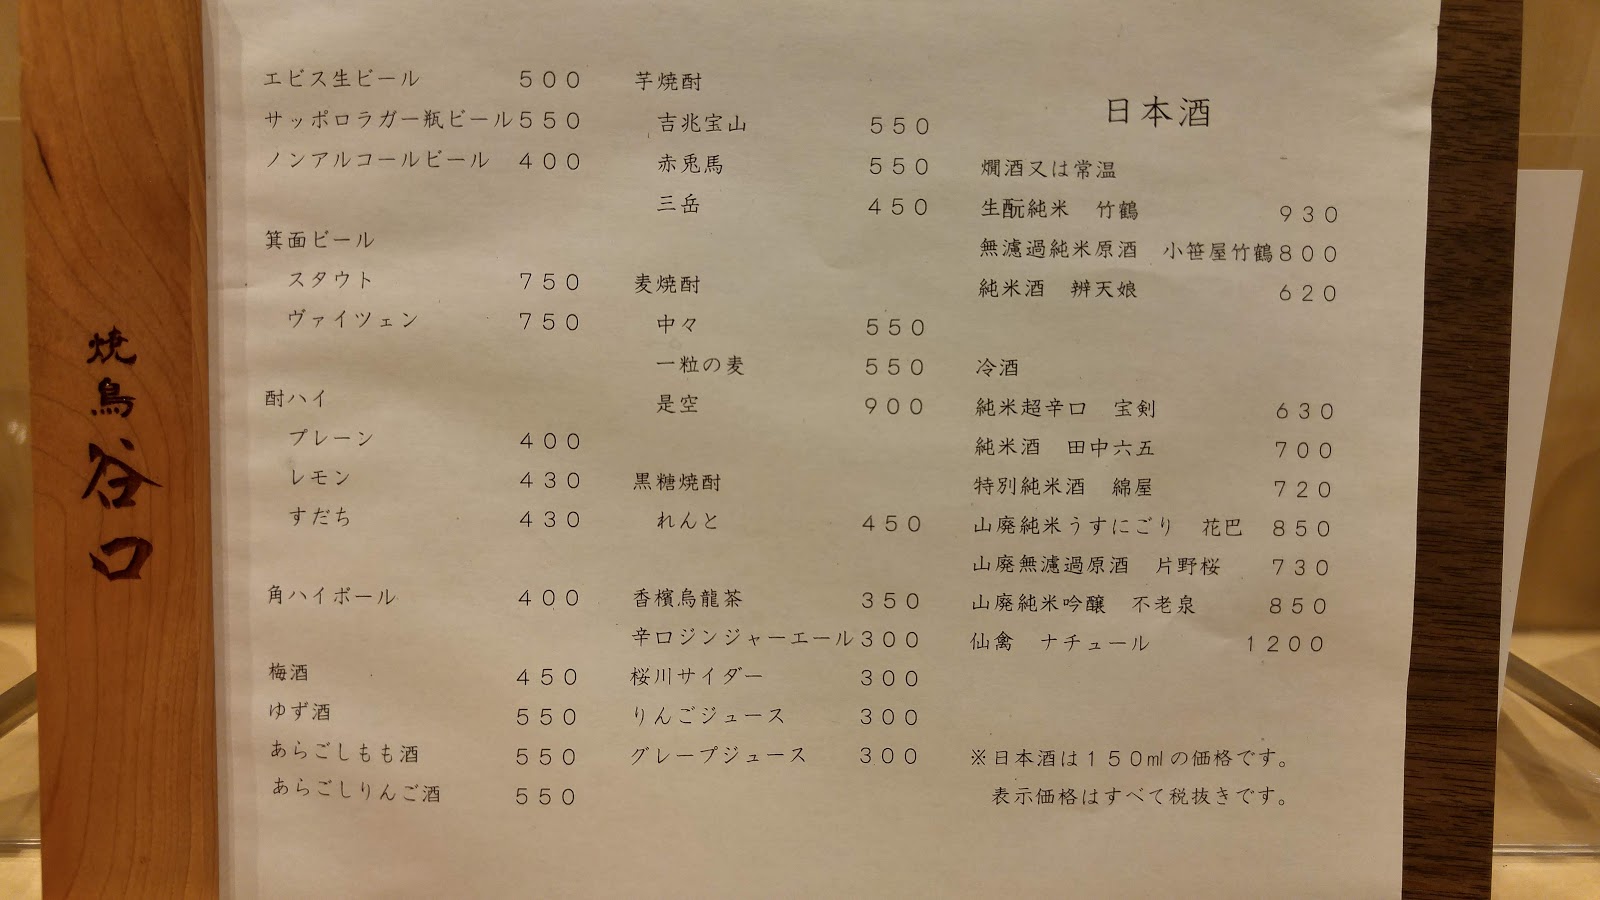 焼鳥 谷口
エビス生ビール 500
サッポロラガー瓶ビール 550
ノンアルコールビール 400
箕面ビール
スタウト 750
ヴァイツェン 750
酎ハイ
プレーン 400
レモン 430
すだち 430
角ハイボール 400
梅酒 450
ゆず酒 550
あらごしもも酒 550
あらごしりんご酒 550
芋焼酎
吉兆宝山 550
赤兎馬 550
三岳 450
麦焼酎
中々 550
一粒の麦 550
是空 900
黒糖焼酎
れんと 450
香檳烏龍茶 350
辛口ジンジャーエール 300
桜川サイダー 300
りんごジュース 300
グレープジュース 300
日本酒
燗酒又は常温
生酛純米 竹鶴 930
無濾過純米原酒 小笹屋竹鶴 800
純米酒 辨天娘 620
冷酒
純米超辛口 宝剣 630
純米酒 田中六五 700
特別純米酒 綿屋 720
山廃純米うすにごり 花巴 850
山廃無濾過原酒 片野桜 730
山廃純米吟醸 不老泉 850
仙禽 ナチュール 1200
※日本酒は150mlの価格です。
表示価格はすべて税抜きです。